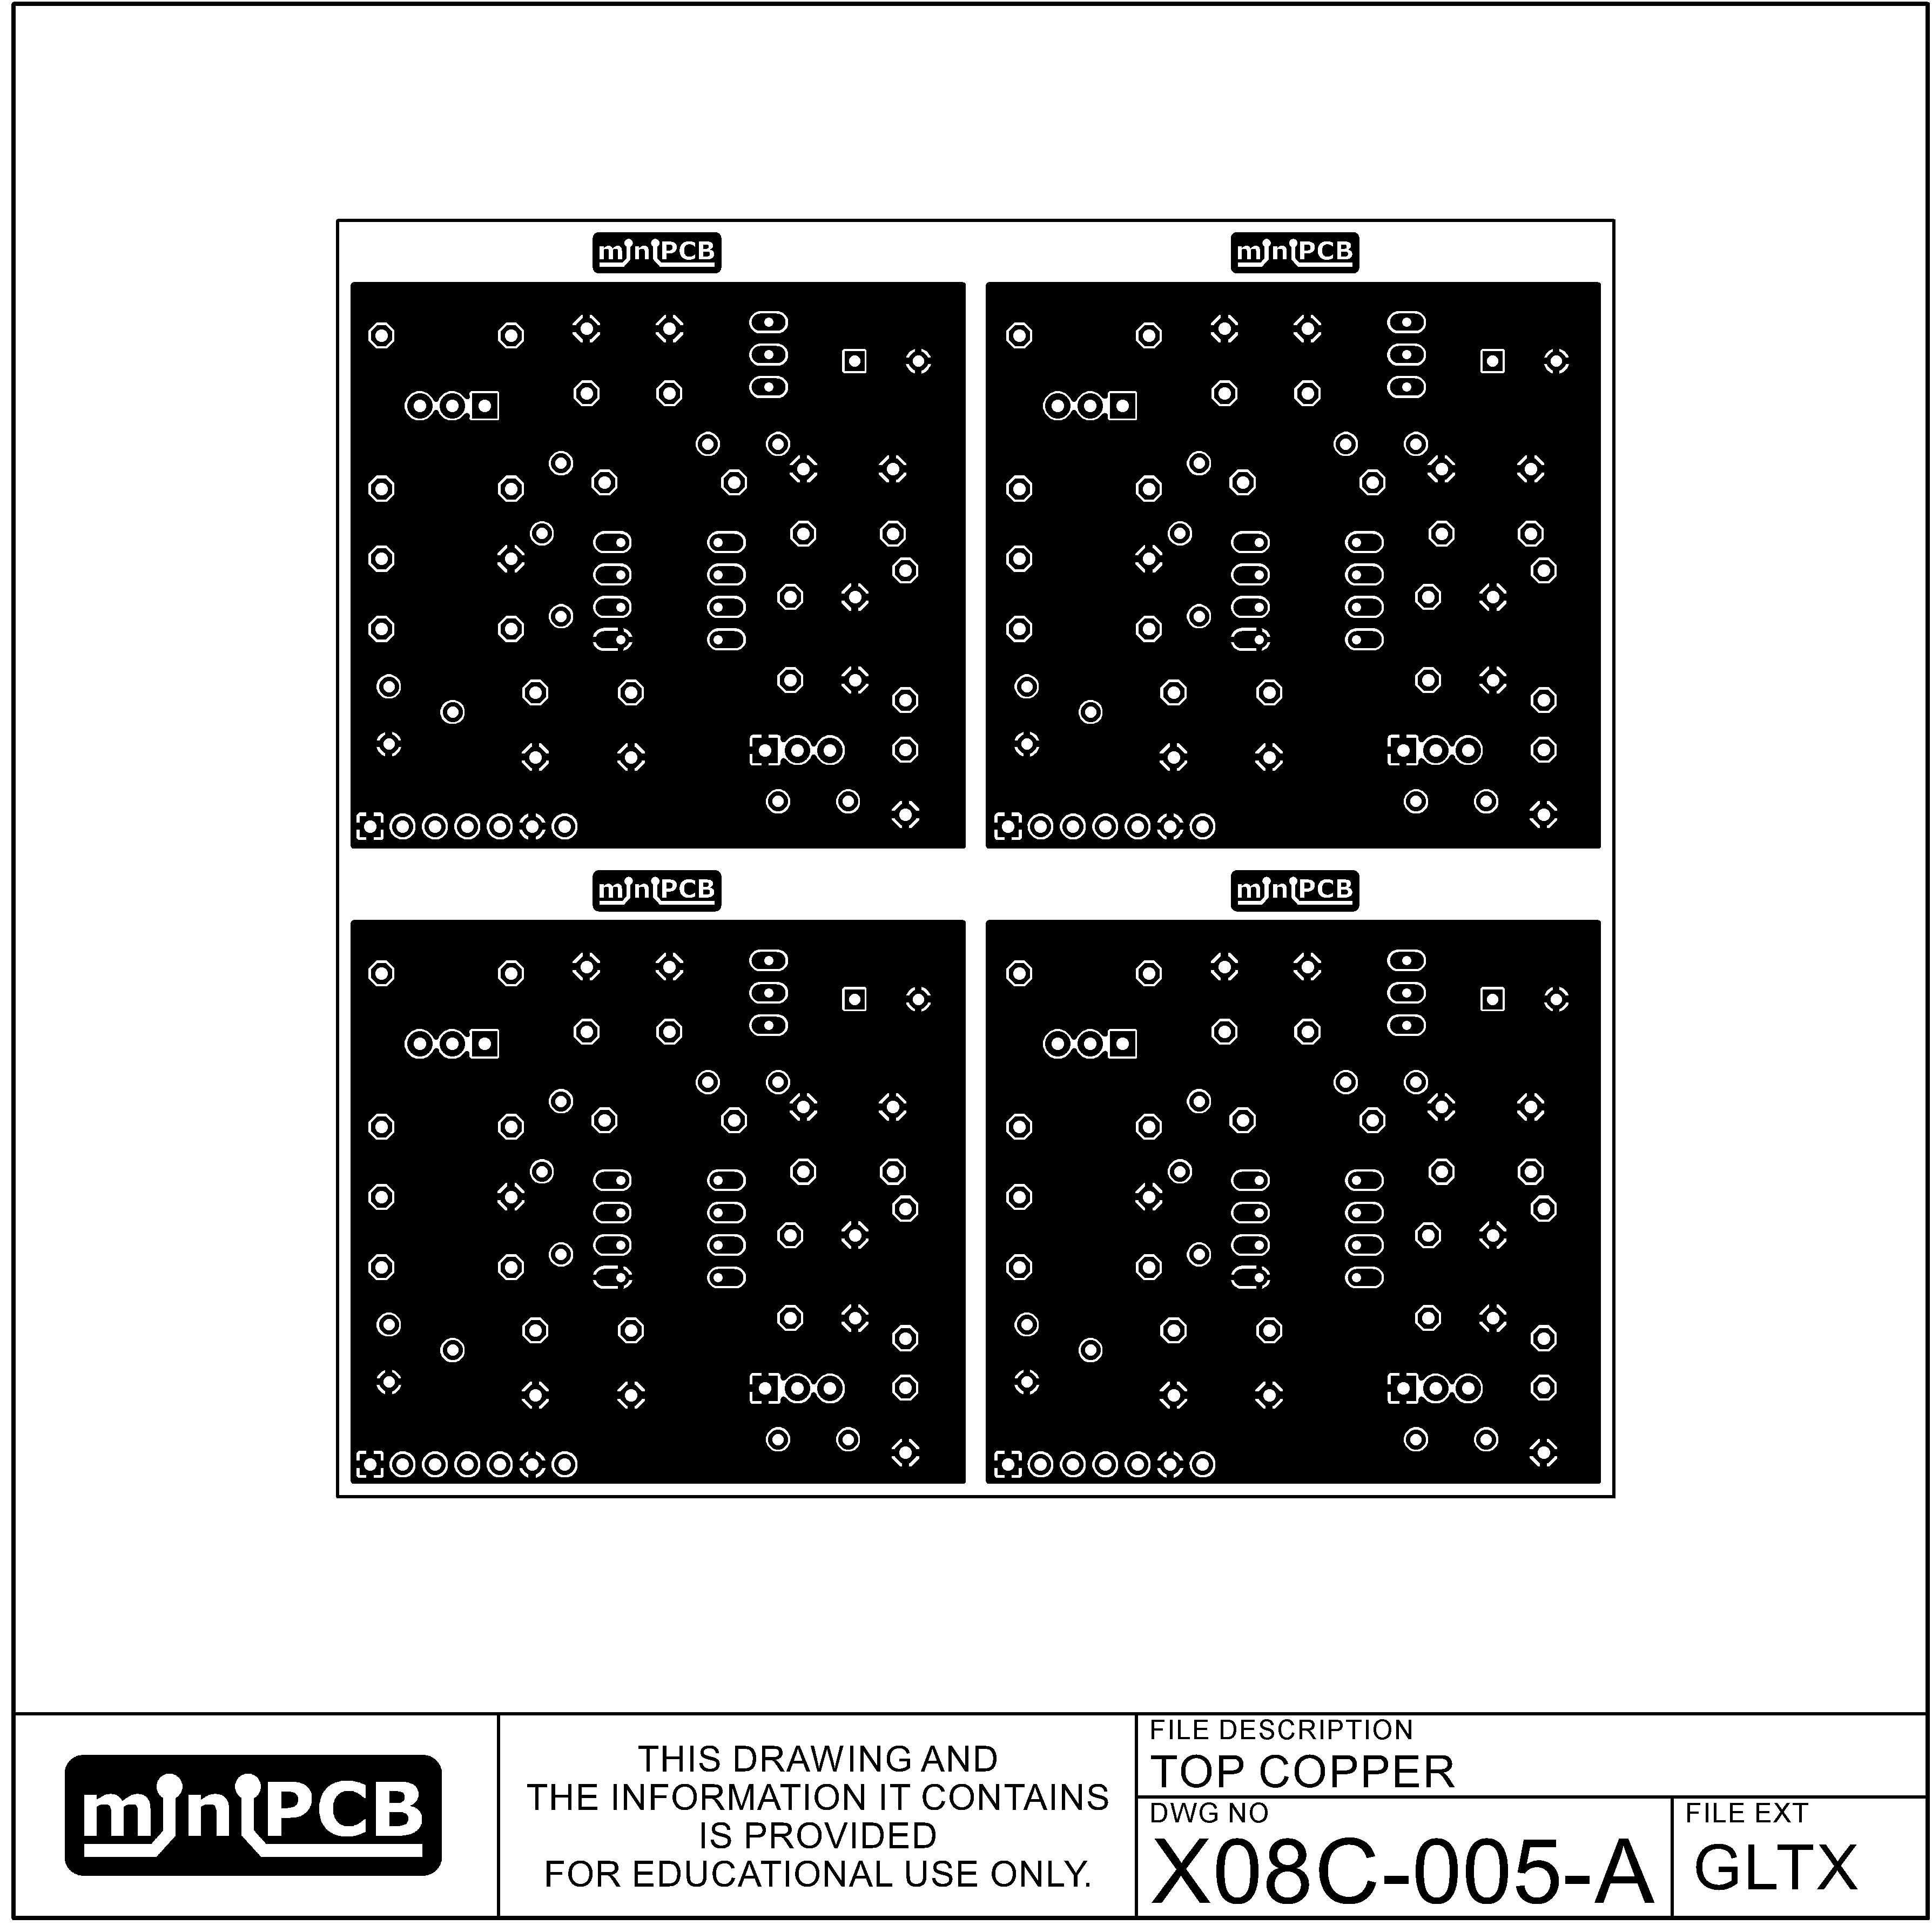 miniPCB miniPCB
miniPCB miniPCB
miniPCB
THIS DRAWING AND
THE INFORMATION IT CONTAINS
IS PROVIDED
FOR EDUCATIONAL USE ONLY.
FILE DESCRIPTION
TOP COPPER
DWG NO
X08C-005-A
FILE EXT
GLTX